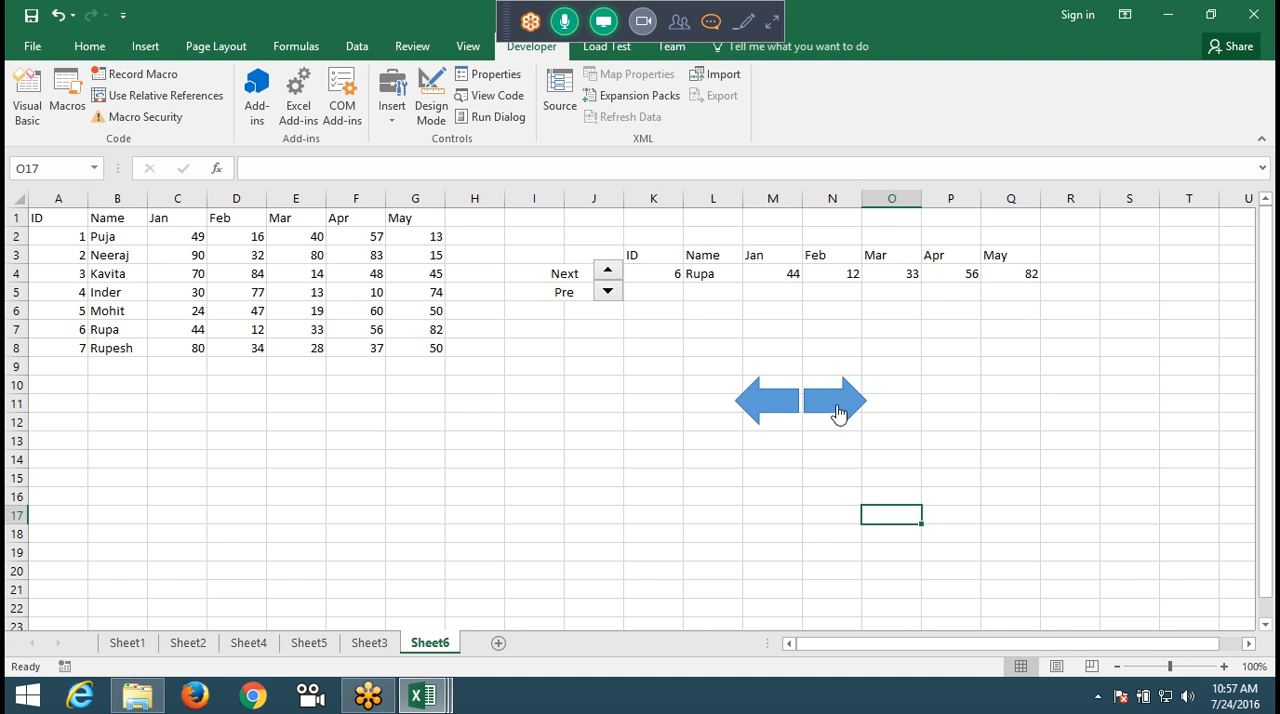 Sign in
File Home Insert Page Layout Formulas Data Review View Developer Load Test Team Tell me what you want to do Share
Visual Basic
Macros
Record Macro
Use Relative References
Macro Security
Code
Add-ins
Excel Add-ins
COM Add-ins
Add-ins
Insert
Design Mode
Properties
View Code
Run Dialog
Controls
Source
Map Properties
Expansion Packs
Refresh Data
Import
Export
XML
O17 fx
A B C D E F G H I J K L M N O P Q R S T U
1 ID Name Jan Feb Mar Apr May
2 1 Puja 49 16 40 57 13
3 2 Neeraj 90 32 80 83 15 ID Name Jan Feb Mar Apr May
4 3 Kavita 70 84 14 48 45 Next 6 Rupa 44 12 33 56 82
5 4 Inder 30 77 13 10 74 Pre
6 5 Mohit 24 47 19 60 50
7 6 Rupa 44 12 33 56 82
8 7 Rupesh 80 34 28 37 50
9
10
11
12
13
14
15
16
17
18
19
20
21
22
23
Sheet1 Sheet2 Sheet4 Sheet5 Sheet3 Sheet6
Ready 100%
10:57 AM
7/24/2016